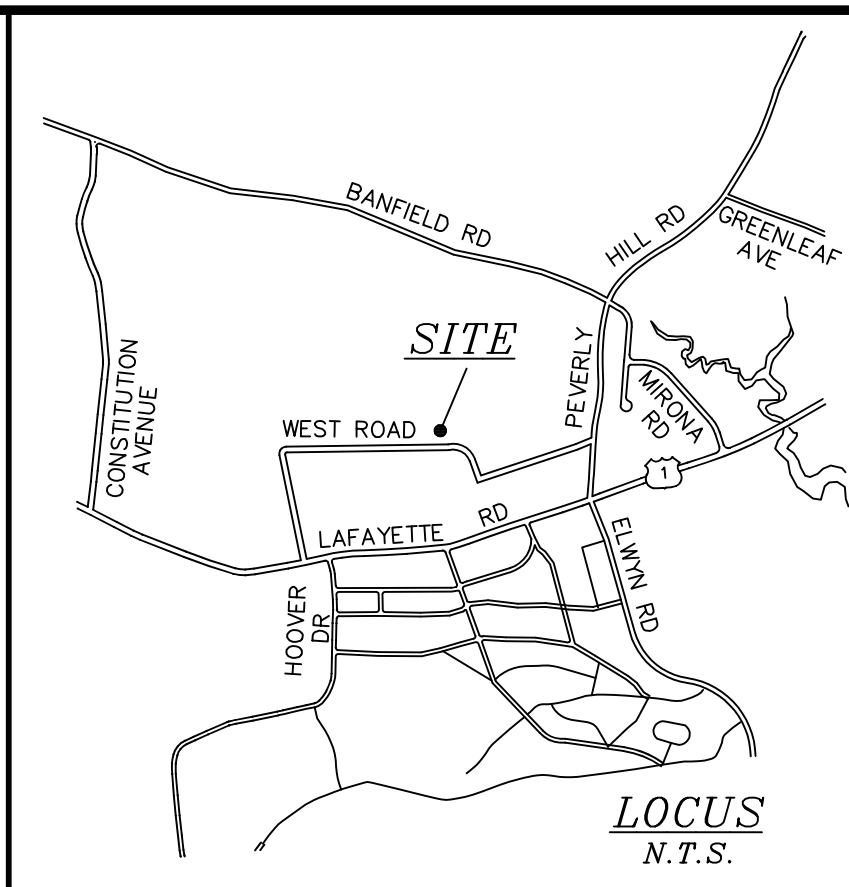 BANFIELD RD
HILL RD
GREENLEAF
AVE
SITE
CONSTITUTION
AVENUE
PEVERLY
MIRONA
RD
WEST ROAD
1
LAFAYETTE RD
ELWYN RD
HOOVER
DR
LOCUS
N.T.S.